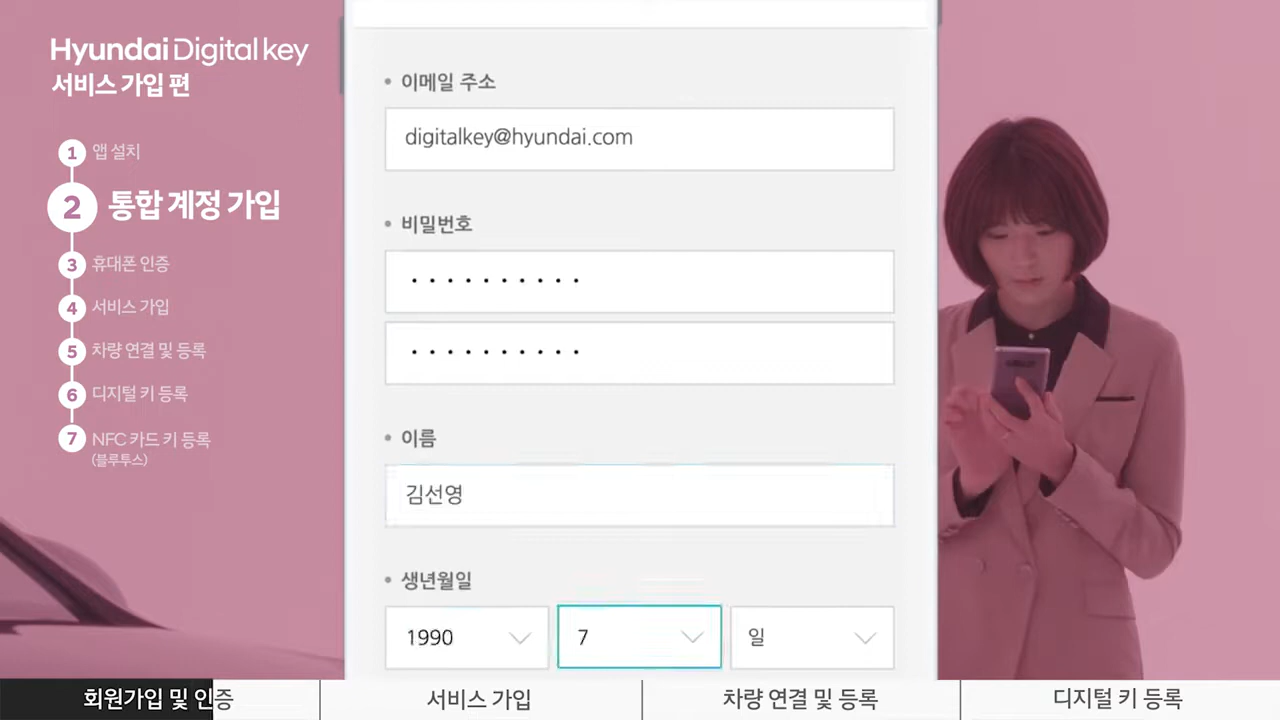 Hyundai Digital key
서비스 가입 편
1 앱 설치
2 통합 계정 가입
3 휴대폰 인증
4 서비스 가입
5 차량 연결 및 등록
6 디지털 키 등록
7 NFC 카드 키 등록
(블루투스)
• 이메일 주소
digitalkey@hyundai.com
• 비밀번호
• • • • • • • • • •
• • • • • • • • • •
• 이름
김선영
• 생년월일
1990 7 일
회원가입 및 인증 서비스 가입 차량 연결 및 등록 디지털 키 등록